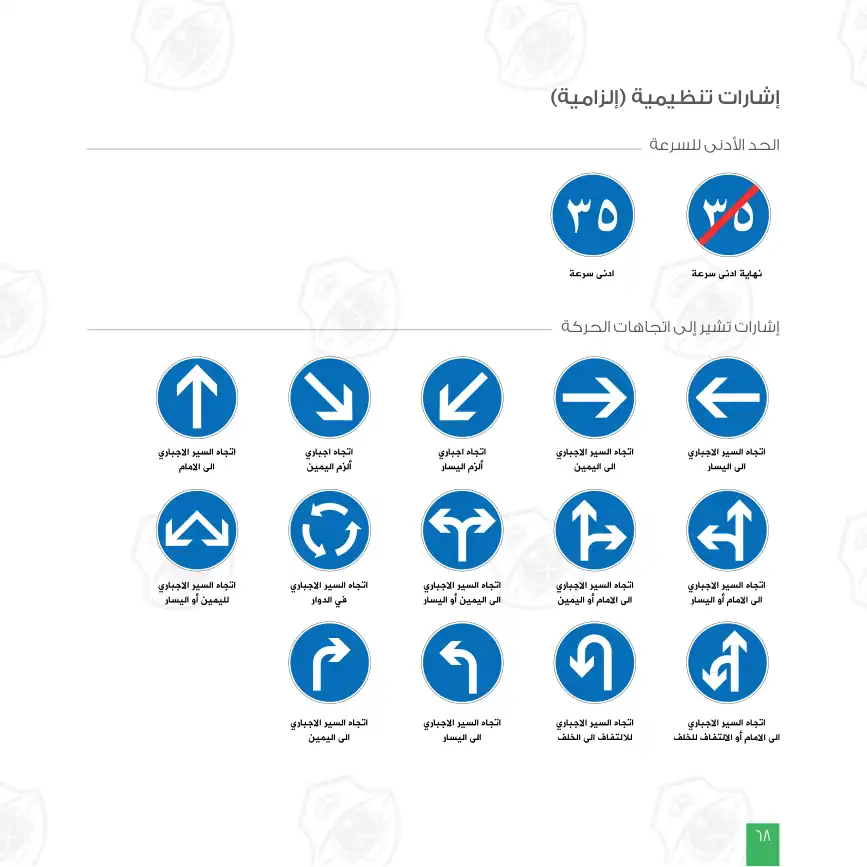 إشارات تنظيمية (إلزامية)
الحد الأدنى للسرعة
٣٥
٣٥
نهاية ادنى سرعة
ادنى سرعة
إشارات تشير إلى اتجاهات الحركة
اتجاه السير الاجباري
الى اليسار
اتجاه السير الاجباري
الى اليمين
اتجاه اجباري
ألزم اليسار
اتجاه اجباري
ألزم اليمين
اتجاه السير الاجباري
الى الامام
اتجاه السير الاجباري
الى الامام أو اليسار
اتجاه السير الاجباري
الى الامام أو اليمين
اتجاه السير الاجباري
الى اليمين أو اليسار
اتجاه السير الاجباري
في الدوار
اتجاه السير الاجباري
لليمين أو اليسار
اتجاه السير الاجباري
الى الامام أو الالتفاف للخلف
اتجاه السير الاجباري
للالتفاف الى الخلف
اتجاه السير الاجباري
الى اليسار
اتجاه السير الاجباري
الى اليمين
٦٨